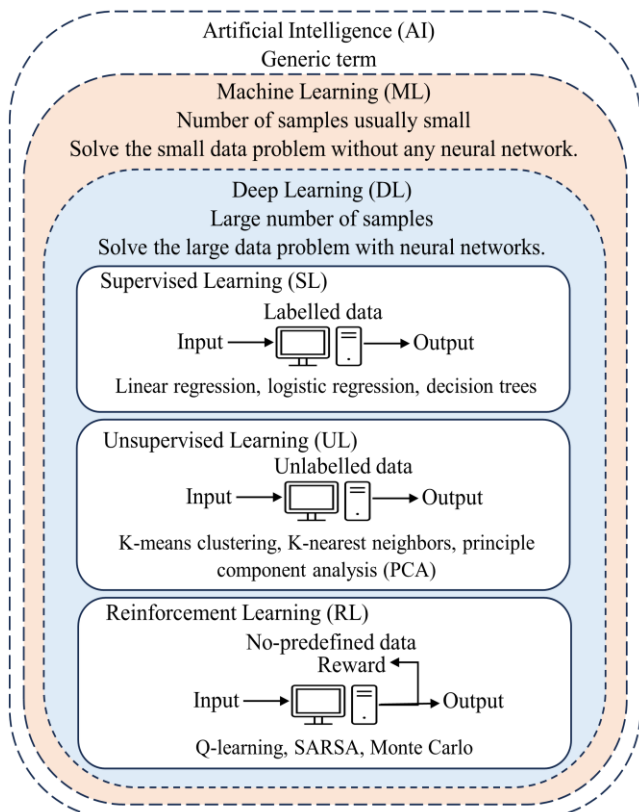 Artificial Intelligence (AI)
Generic term
Machine Learning (ML)
Number of samples usually small
Solve the small data problem without any neural network.
Deep Learning (DL)
Large number of samples
Solve the large data problem with neural networks.
Supervised Learning (SL)
Labelled data
Input
Output
Linear regression, logistic regression, decision trees
Unsupervised Learning (UL)
Unlabelled data
Input
Output
K-means clustering, K-nearest neighbors, principle
component analysis (PCA)
Reinforcement Learning (RL)
No-predefined data
Reward
Input
Output
Q-learning, SARSA, Monte Carlo